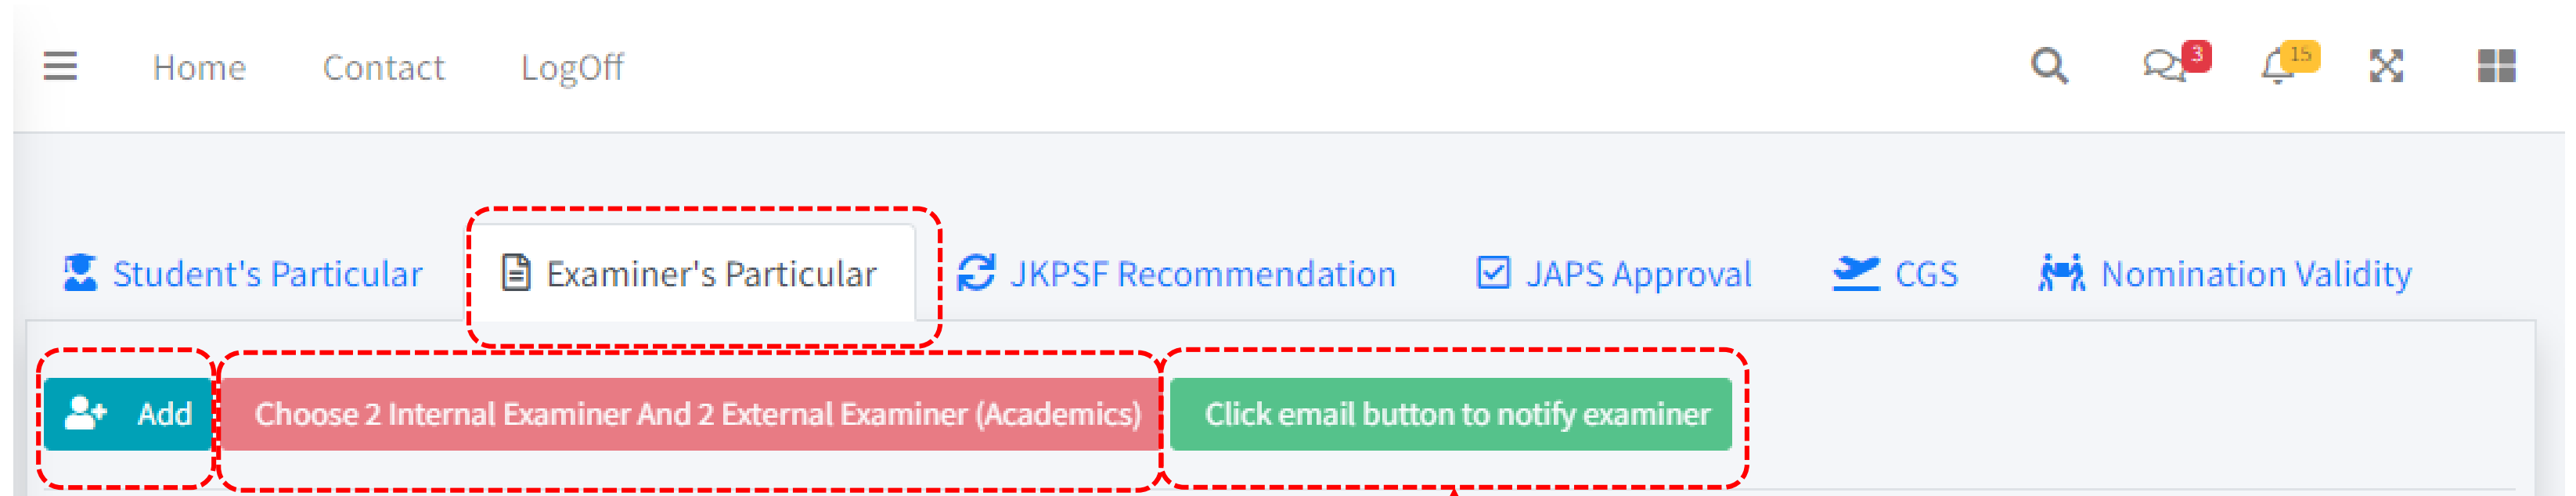 Home Contact LogOff 3 15
Student's Particular Examiner's Particular JKPSF Recommendation JAPS Approval CGS Nomination Validity
Add Choose 2 Internal Examiner And 2 External Examiner (Academics) Click email button to notify examiner